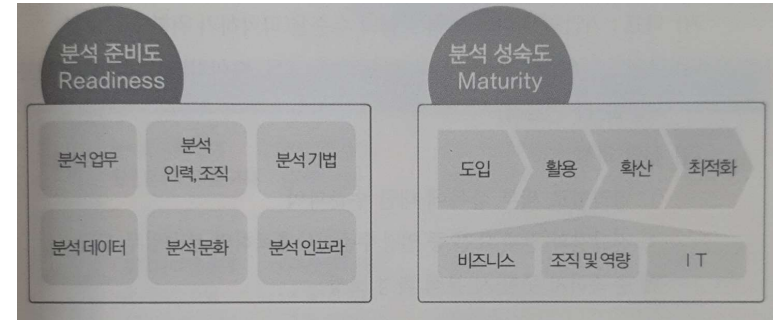 분석 준비도
Readiness
분석 업무
분석
인력, 조직
분석 기법
분석 데이터
분석 문화
분석 인프라
분석 성숙도
Maturity
도입
활용
확산
최적화
비즈니스
조직 및 역량
IT